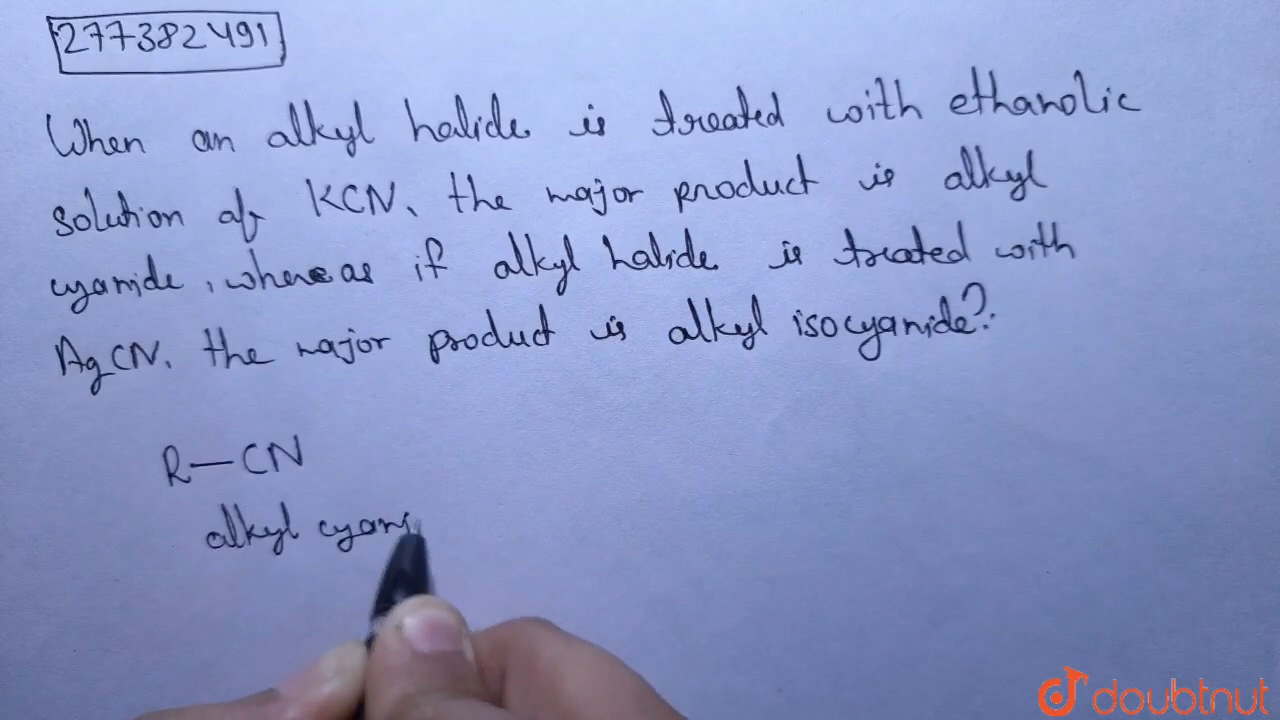 277382491
When an alkyl halide is treated with ethanolic
solution of KCN, the major product is alkyl
cyanide, whereas if alkyl halide is treated with
AgCN, the major product is alkyl isocyanide?
R—CN
alkyl cyani
doubtnut